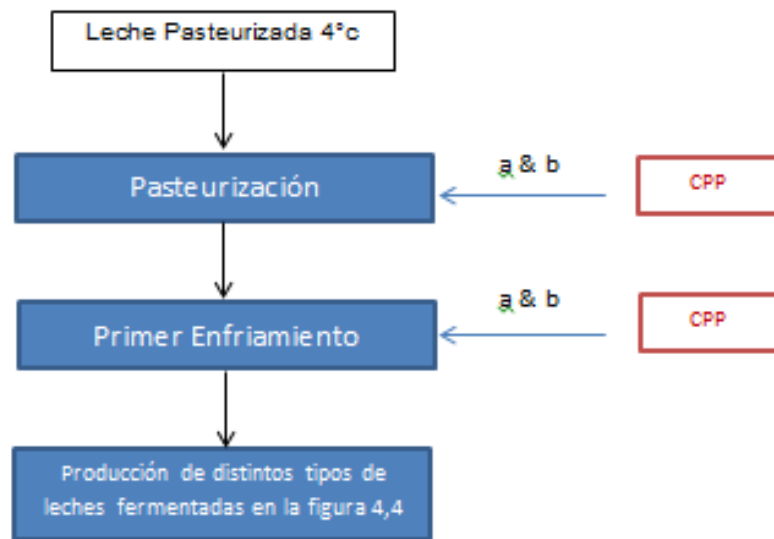 Leche Pasteurizada 4°c
Pasteurización
a & b
CPP
Primer Enfriamiento
a & b
CPP
Producción de distintos tipos de
leches fermentadas en la figura 4,4